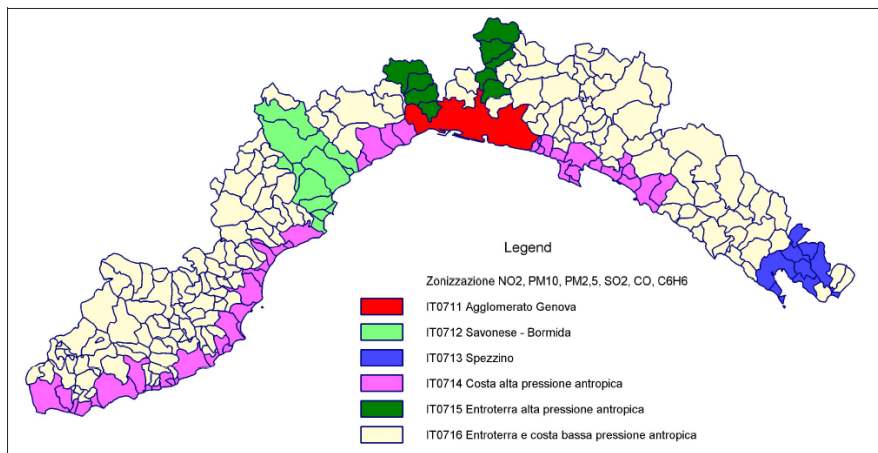 Legend
Zonizzazione NO2, PM10, PM2,5, SO2, CO, C6H6
IT0711 Agglomerato Genova
IT0712 Savonese - Bormida
IT0713 Spezzino
IT0714 Costa alta pressione antropica
IT0715 Entroterra alta pressione antropica
IT0716 Entroterra e costa bassa pressione antropica